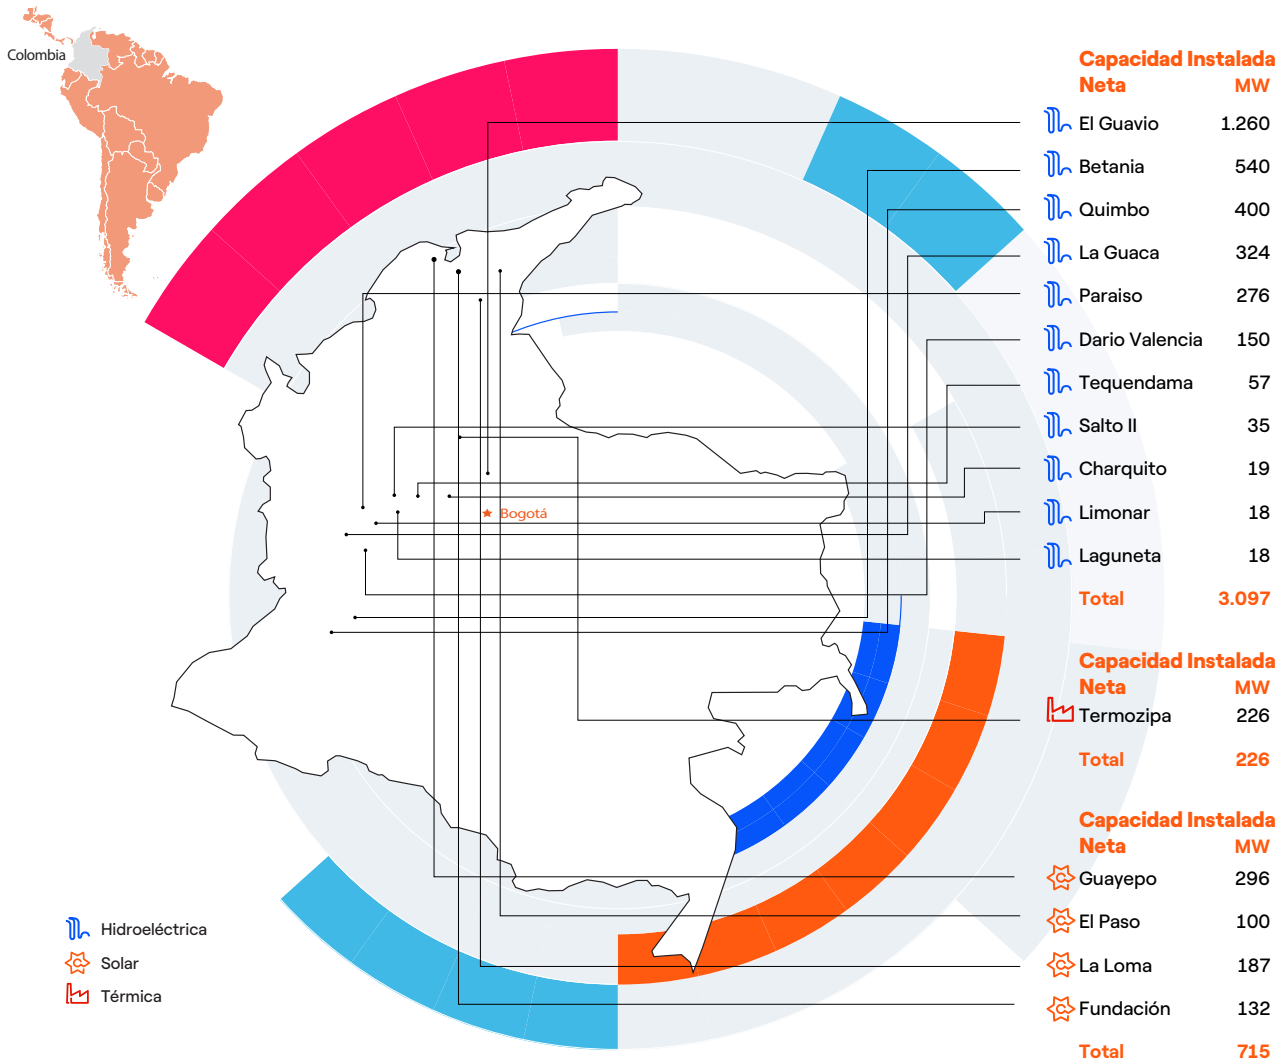 Colombia
Capacidad Instalada
Neta MW
El Guavio 1.260
Betania 540
Quimbo 400
La Guaca 324
Paraiso 276
Dario Valencia 150
Tequendama 57
Salto II 35
Charquito 19
Limonar 18
Laguneta 18
Total 3.097
Bogotá
Capacidad Instalada
Neta MW
Termozipa 226
Total 226
Capacidad Instalada
Neta MW
Guayepo 296
El Paso 100
La Loma 187
Fundación 132
Total 715
Hidroeléctrica
Solar
Térmica